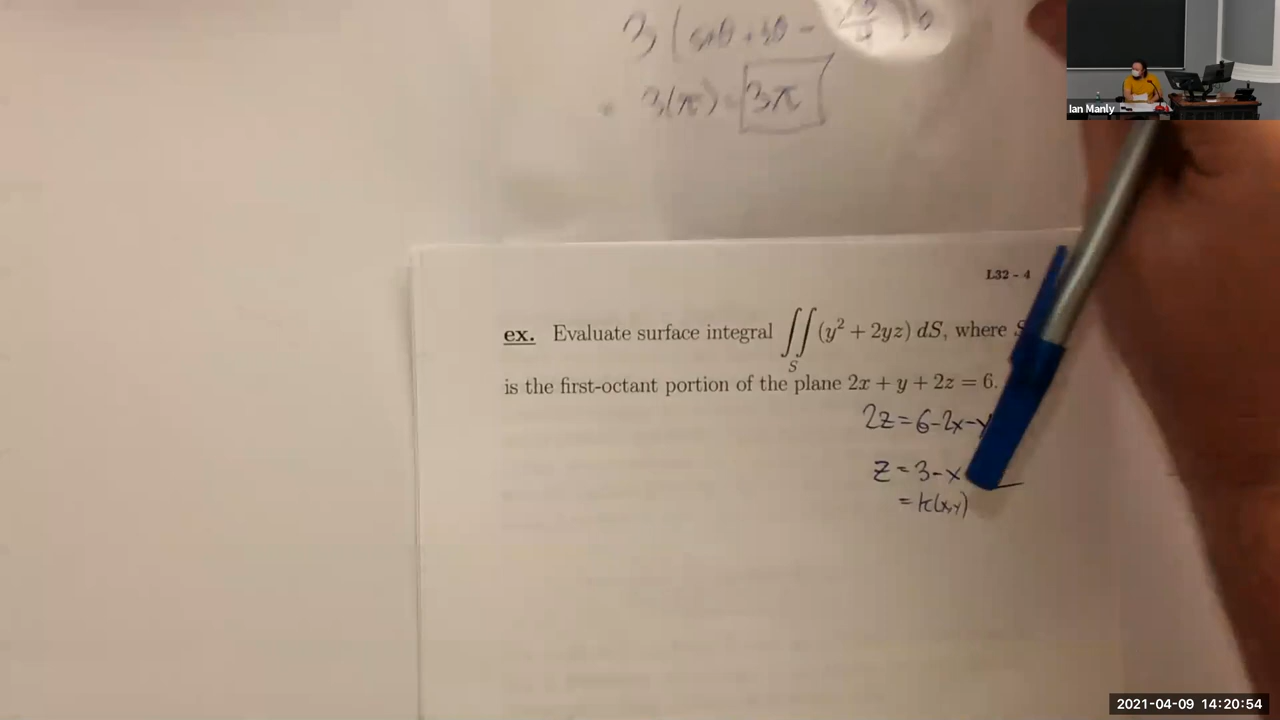 = 3(π) = 3π
Ian Manly
L32 - 4
ex. Evaluate surface integral ∬_S (y² + 2yz) dS, where S
is the first-octant portion of the plane 2x + y + 2z = 6.
2z = 6-2x-y
z = 3-x
= k(x,y)
2021-04-09 14:20:54